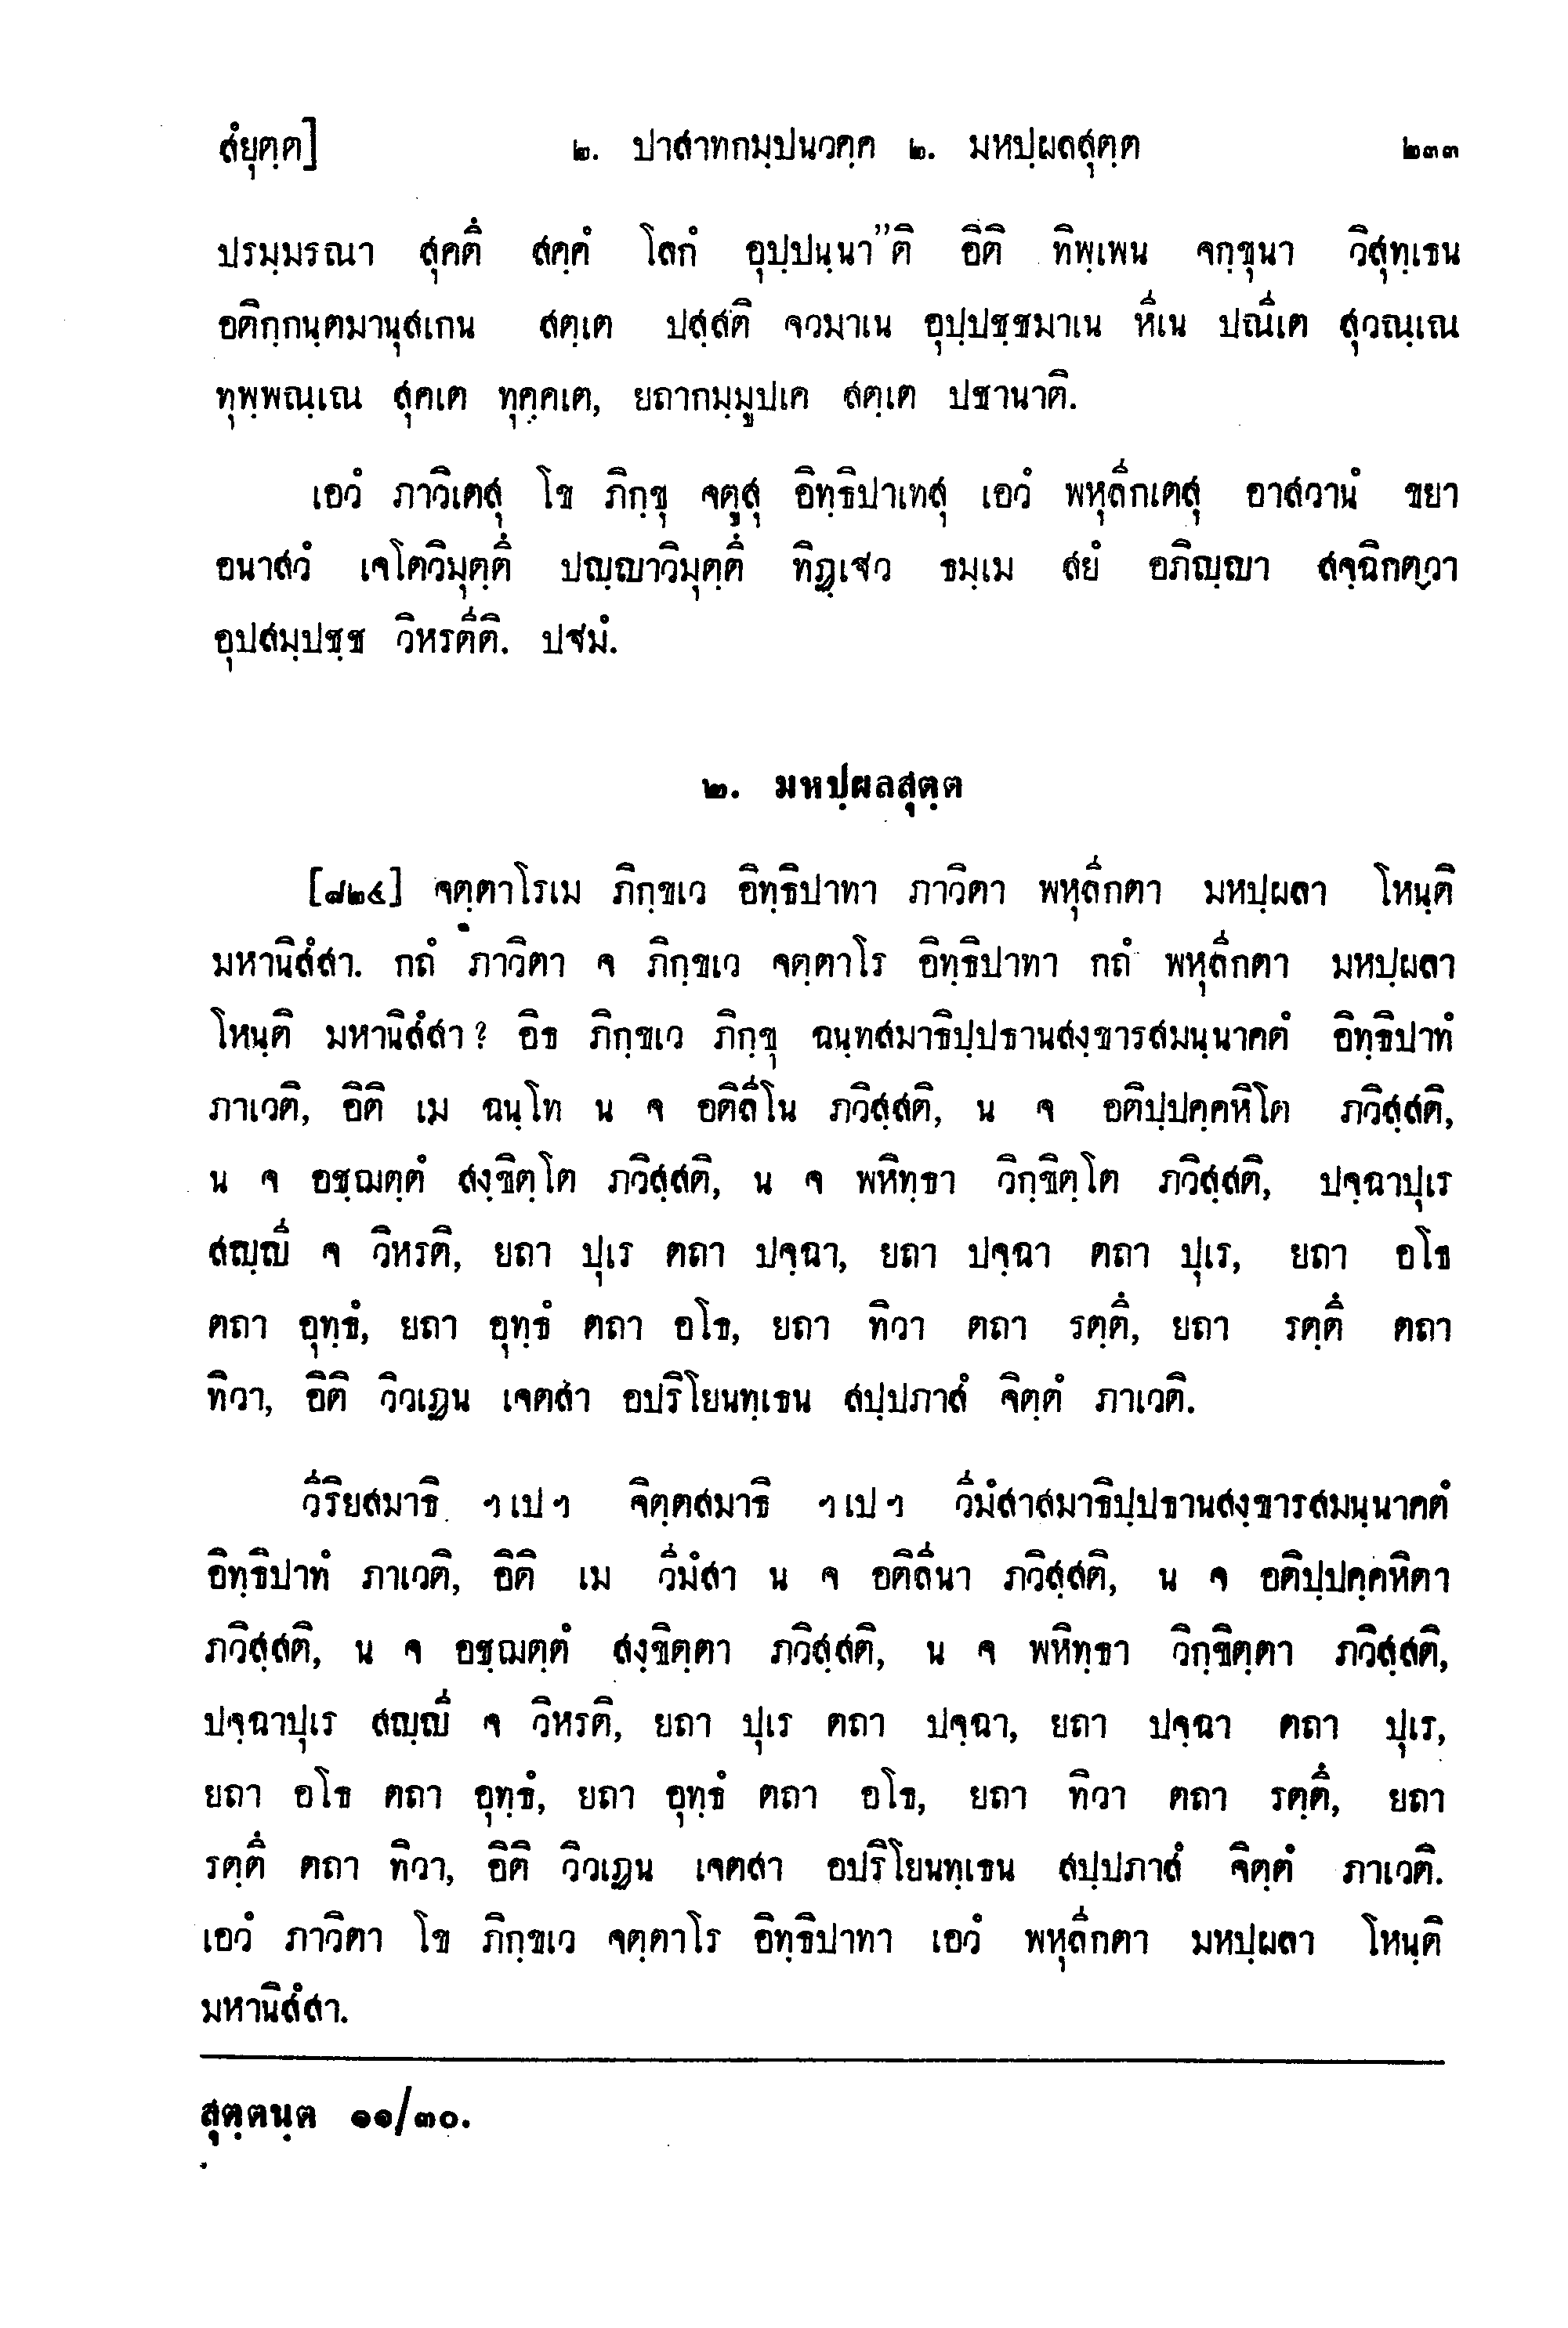 สํยุตฺต]	๒. ปาสาทกมฺปนวคฺค ๒. มหปฺผลสุตฺต	๒๓๓
ปรมฺมรณา สุคตึ สคฺคํ โลกํ อุปฺปนฺนา”ติ อิติ ทิพฺเพน จกฺขุนา วิสุทฺเธน
อติกฺกนฺตมานุสเกน สตฺเต ปสฺสติ จวมาเน อุปฺปชฺชมาเน หีเน ปณีเต สุวณฺเณ
ทุพฺพณฺเณ สุคเต ทุคฺคเต, ยถากมฺมูปเค สตฺเต ปชานาติ.
เอวํ ภาวิเตสุ โข ภิกฺขุ จตูสุ อิทฺธิปาเทสุ เอวํ พหุลีกเตสุ อาสวานํ ขยา
อนาสวํ เจโตวิมุตฺตึ ปญฺญาวิมุตฺตึ ทิฏฺเฐว ธมฺเม สยํ อภิญฺญา สจฺฉิกตฺวา
อุปสมฺปชฺช วิหรตีติ. ปฐมํ.
๒. มหปฺผลสุตฺต
[๘๒๔] จตฺตาโรเม ภิกฺขเว อิทฺธิปาทา ภาวิตา พหุลีกตา มหปฺผลา โหนฺติ
มหานิสํสา. กถํ ภาวิตา จ ภิกฺขเว จตฺตาโร อิทฺธิปาทา กถํ พหุลีกตา มหปฺผลา
โหนฺติ มหานิสํสา? อิธ ภิกฺขเว ภิกฺขุ ฉนฺทสมาธิปฺปธานสงฺขารสมนฺนาคตํ อิทฺธิปาทํ
ภาเวติ, อิติ เม ฉนฺโท น จ อติลีโน ภวิสฺสติ, น จ อติปฺปคฺคหิโต ภวิสฺสติ,
น จ อชฺฌตฺตํ สงฺขิตฺโต ภวิสฺสติ, น จ พหิทฺธา วิกฺขิตฺโต ภวิสฺสติ, ปจฺฉาปุเร
สญฺญี จ วิหรติ, ยถา ปุเร ตถา ปจฺฉา, ยถา ปจฺฉา ตถา ปุเร, ยถา อโธ
ตถา อุทฺธํ, ยถา อุทฺธํ ตถา อโธ, ยถา ทิวา ตถา รตฺตึ, ยถา รตฺตึ ตถา
ทิวา, อิติ วิวเฏน เจตสา อปริโยนทฺเธน สปฺปภาสํ จิตฺตํ ภาเวติ.
วีริยสมาธิ ฯเปฯ จิตฺตสมาธิ ฯเปฯ วีมํสาสมาธิปฺปธานสงฺขารสมนฺนาคตํ
อิทฺธิปาทํ ภาเวติ, อิติ เม วีมํสา น จ อติลีนา ภวิสฺสติ, น จ อติปฺปคฺคหิตา
ภวิสฺสติ, น จ อชฺฌตฺตํ สงฺขิตฺตา ภวิสฺสติ, น จ พหิทฺธา วิกฺขิตฺตา ภวิสฺสติ,
ปจฺฉาปุเร สญฺญี จ วิหรติ, ยถา ปุเร ตถา ปจฺฉา, ยถา ปจฺฉา ตถา ปุเร,
ยถา อโธ ตถา อุทฺธํ, ยถา อุทฺธํ ตถา อโธ, ยถา ทิวา ตถา รตฺตึ, ยถา
รตฺตึ ตถา ทิวา, อิติ วิวเฏน เจตสา อปริโยนทฺเธน สปฺปภาสํ จิตฺตํ ภาเวติ.
เอวํ ภาวิตา โข ภิกฺขเว จตฺตาโร อิทฺธิปาทา เอวํ พหุลีกตา มหปฺผลา โหนฺติ
มหานิสํสา.
สุตฺตนฺต ๑๑/๓๐.